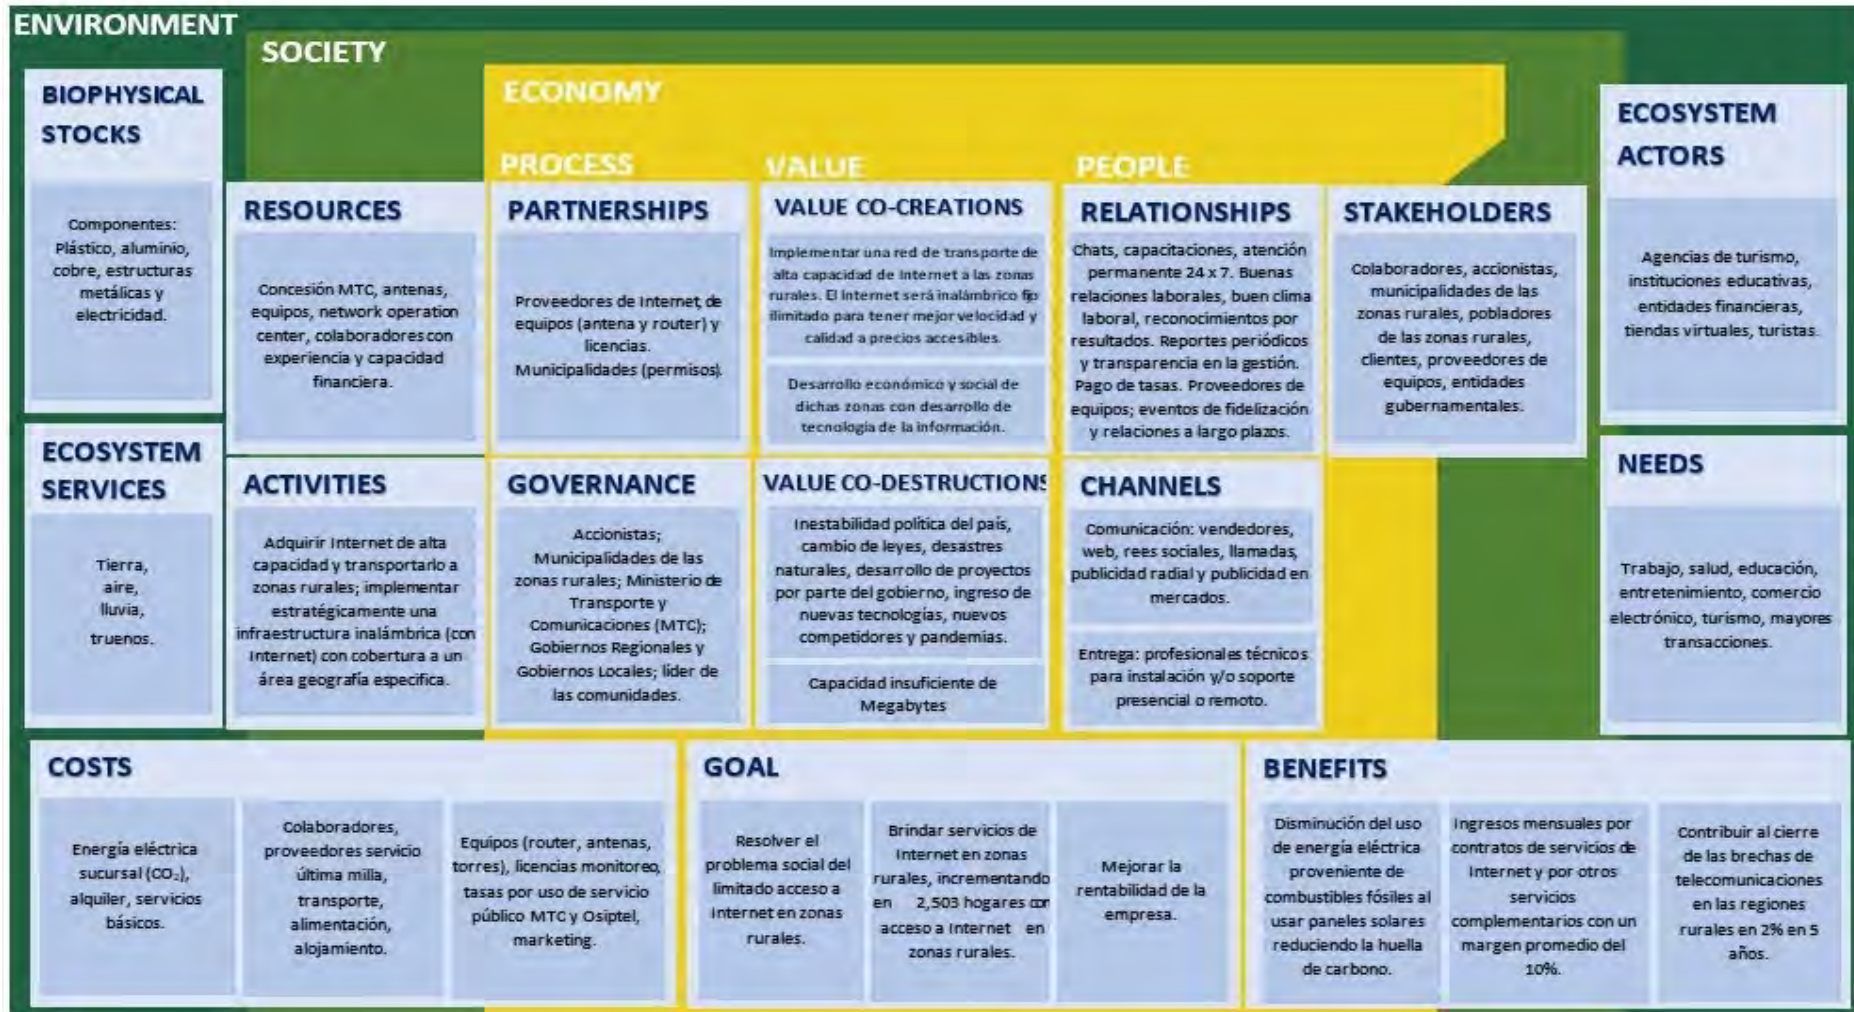 ENVIRONMENT
SOCIETY
ECONOMY
BIOPHYSICAL
STOCKS
Componentes:
Plástico, aluminio,
cobre, estructuras
metálicas y
electricidad.
ECOSYSTEM
SERVICES
Tierra,
aire,
lluvia,
truenos.
RESOURCES
Concesión MTC, antenas,
equipos, network operation
center, colaboradores con
experiencia y capacidad
financiera.
ACTIVITIES
Adquirir Internet de alta
capacidad y transportarlo a
zonas rurales; implementar
estratégicamente una
infraestructura inalámbrica (con
Internet) con cobertura a un
área geografía especifica.
PROCESS
PARTNERSHIPS
Proveedores de Internet, de
equipos (antena y router) y
licencias.
Municipalidades (permisos).
GOVERNANCE
Accionistas;
Municipalidades de las
zonas rurales; Ministerio de
Transporte y
Comunicaciones (MTC);
Gobiernos Regionales y
Gobiernos Locales; líder de
las comunidades.
VALUE
VALUE CO-CREATIONS
Implementar una red de transporte de
alta capacidad de Internet a las zonas
rurales. El Internet será inalámbrico fijo
ilimitado para tener mejor velocidad y
calidad a precios accesibles.
Desarrollo económico y social de
dichas zonas con desarrollo de
tecnología de la información.
VALUE CO-DESTRUCTIONS
Inestabilidad política del país,
cambio de leyes, desastres
naturales, desarrollo de proyectos
por parte del gobierno, ingreso de
nuevas tecnologías, nuevos
competidores y pandemias.
Capacidad insuficiente de
Megabytes
PEOPLE
RELATIONSHIPS
Chats, capacitaciones, atención
permanente 24 x 7. Buenas
relaciones laborales, buen clima
laboral, reconocimientos por
resultados. Reportes periódicos
y transparencia en la gestión.
Pago de tasas. Proveedores de
equipos; eventos de fidelización
y relaciones a largo plazos.
CHANNELS
Comunicación: vendedores,
web, rees sociales, llamadas,
publicidad radial y publicidad en
mercados.
Entrega: profesionales técnicos
para instalación y/o soporte
presencial o remoto.
STAKEHOLDERS
Colaboradores, accionistas,
municipalidades de las
zonas rurales, pobladores
de las zonas rurales,
clientes, proveedores de
equipos, entidades
gubernamentales.
ECOSYSTEM
ACTORS
Agencias de turismo,
instituciones educativas,
entidades financieras,
tiendas virtuales, turistas.
NEEDS
Trabajo, salud, educación,
entretenimiento, comercio
electrónico, turismo, mayores
transacciones.
COSTS
Energía eléctrica
sucursal (CO₂),
alquiler, servicios
básicos.
Colaboradores,
proveedores servicio
última milla,
transporte,
alimentación,
alojamiento.
Equipos (router, antenas,
torres), licencias monitoreo,
tasas por uso de servicio
público MTC y Osiptel,
marketing.
GOAL
Resolver el
problema social del
limitado acceso a
Internet en zonas
rurales.
Brindar servicios de
Internet en zonas
rurales, incrementando
en 2,503 hogares con
acceso a Internet en
zonas rurales.
Mejorar la
rentabilidad de la
empresa.
BENEFITS
Disminución del uso
de energía eléctrica
proveniente de
combustibles fósiles al
usar paneles solares
reduciendo la huella
de carbono.
Ingresos mensuales por
contratos de servicios de
Internet y por otros
servicios
complementarios con un
margen promedio del
10%.
Contribuir al cierre
de las brechas de
telecomunicaciones
en las regiones
rurales en 2% en 5
años.